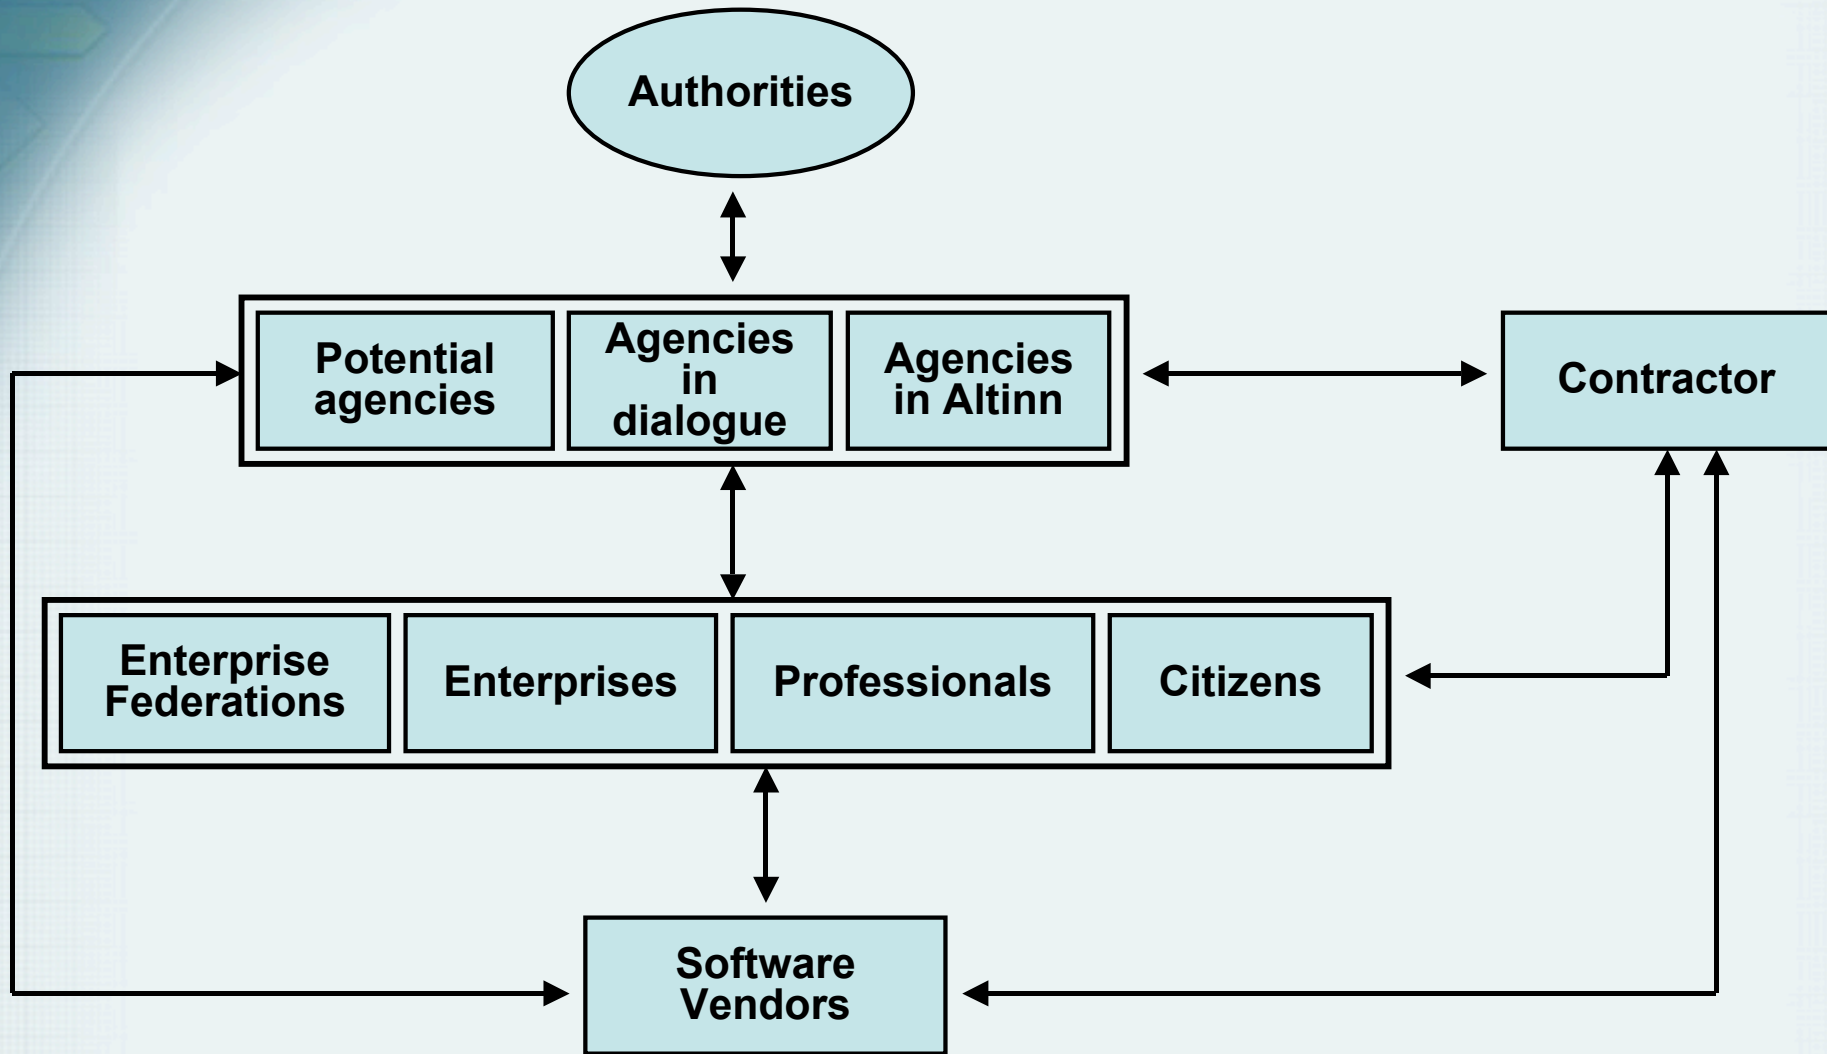 Authorities
Potential
agencies
Agencies
in
dialogue
Agencies
in Altinn
Contractor
Enterprise
Federations
Enterprises
Professionals
Citizens
Software
Vendors